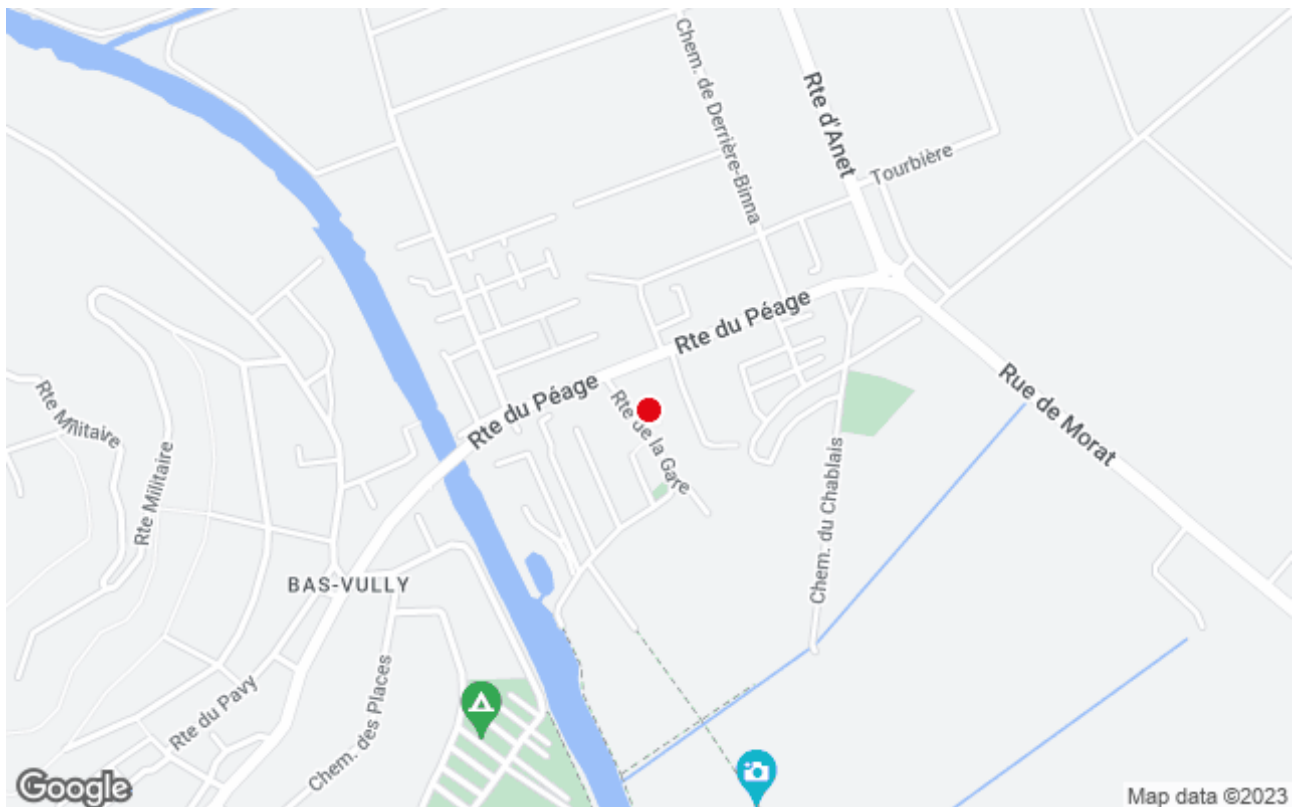 Chem. de Derrière-Binna
Rte d'Anet
Tourbière
Rte du Péage
Rte du Péage
Rue de Morat
Rte de la Gare
Rte Militaire
Rte Militaire
Chem. du Chablais
BAS-VULLY
Rte du Pavy
Chem. des Places
Google
Map data ©2023